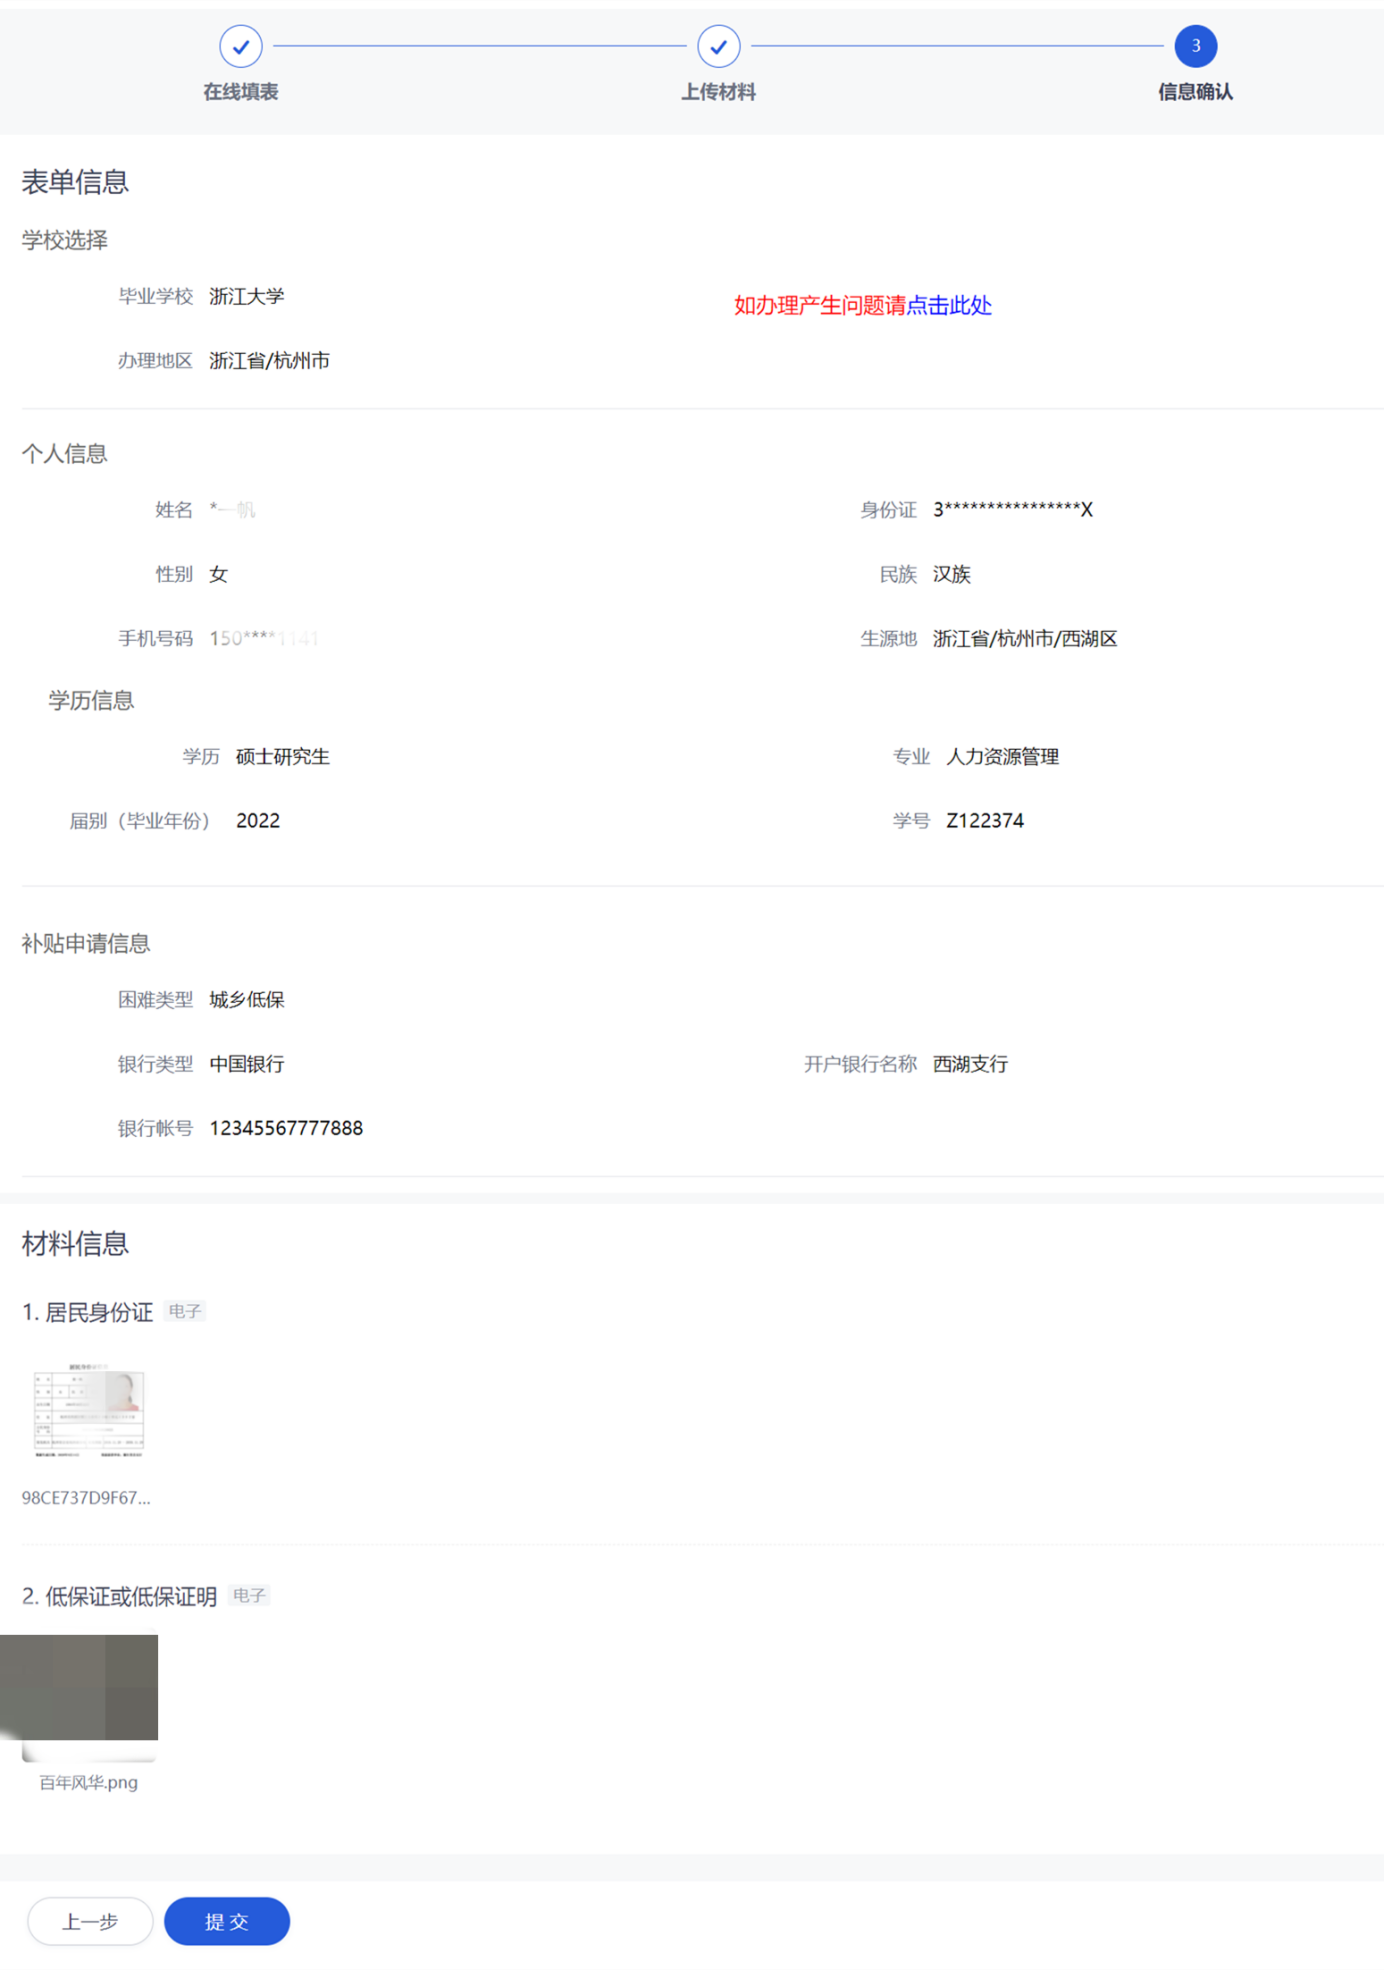 3
在线填表 上传材料 信息确认
表单信息
学校选择
毕业学校 浙江大学
如办理产生问题请点击此处
办理地区 浙江省/杭州市
个人信息
姓名 *一帆 身份证 3****************X
性别 女 民族 汉族
手机号码 150****1141 生源地 浙江省/杭州市/西湖区
学历信息
学历 硕士研究生 专业 人力资源管理
届别（毕业年份） 2022 学号 Z122374
补贴申请信息
困难类型 城乡低保
银行类型 中国银行 开户银行名称 西湖支行
银行帐号 12345567777888
材料信息
1. 居民身份证 电子
98CE737D9F67...
2. 低保证或低保证明 电子
百年风华.png
上一步 提 交